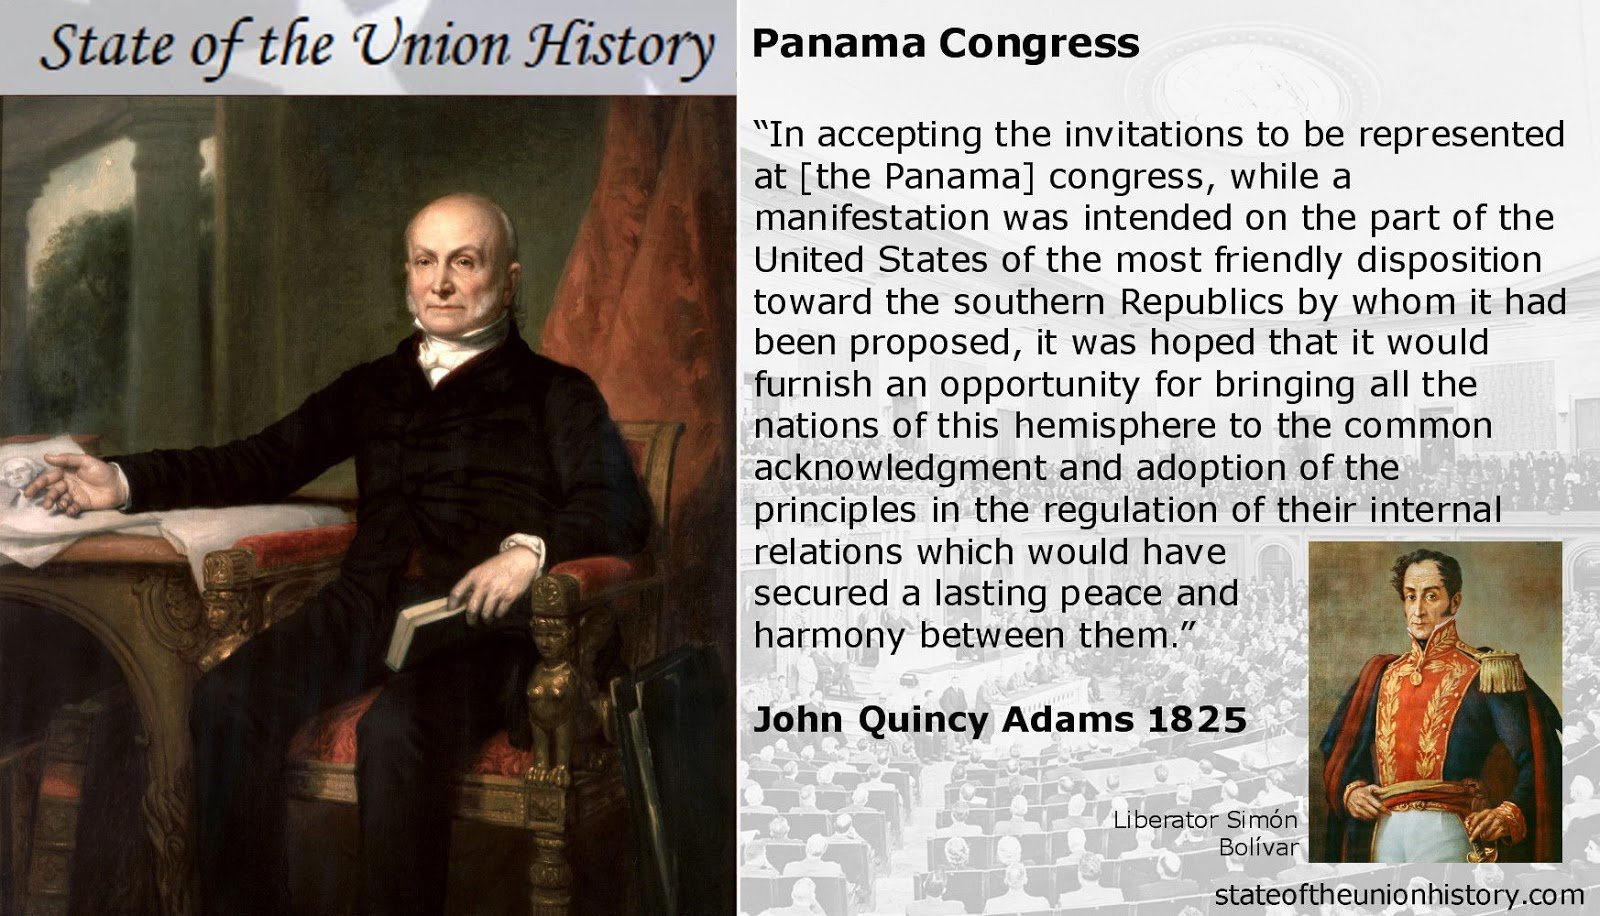 State of the Union History
Panama Congress
“In accepting the invitations to be represented
at [the Panama] congress, while a
manifestation was intended on the part of the
United States of the most friendly disposition
toward the southern Republics by whom it had
been proposed, it was hoped that it would
furnish an opportunity for bringing all the
nations of this hemisphere to the common
acknowledgment and adoption of the
principles in the regulation of their internal
relations which would have
secured a lasting peace and
harmony between them.”
John Quincy Adams 1825
Liberator Simón
Bolívar
stateoftheunionhistory.com